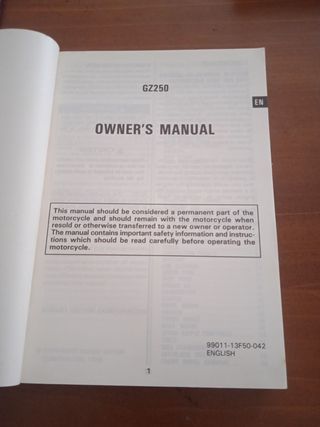 GZ250
EN
OWNER'S MANUAL
This manual should be considered a permanent part of the
motorcycle and should remain with the motorcycle when
resold or otherwise transferred to a new owner or operator.
The manual contains important safety information and instruc-
tions which should be read carefully before operating the
motorcycle.
99011-13F50-042
ENGLISH
1